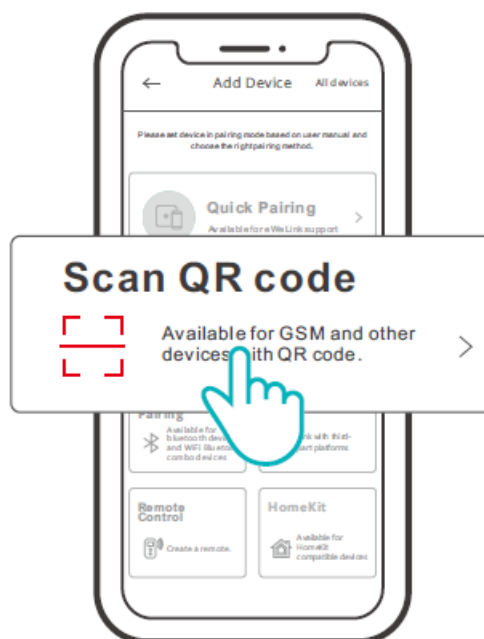 Add Device
All devices
Please set device in pairing mode based on user manual and
choose the right pairing method.
Quick Pairing
Available for eWeLink support
Scan QR code
Available for GSM and other
devices with QR code.
Pairing
Available for
bluetooth
and WiFi
combo devices
with third-
platforms
Remote
Control
Create a remote.
HomeKit
Available for
HomeKit
compatible devices